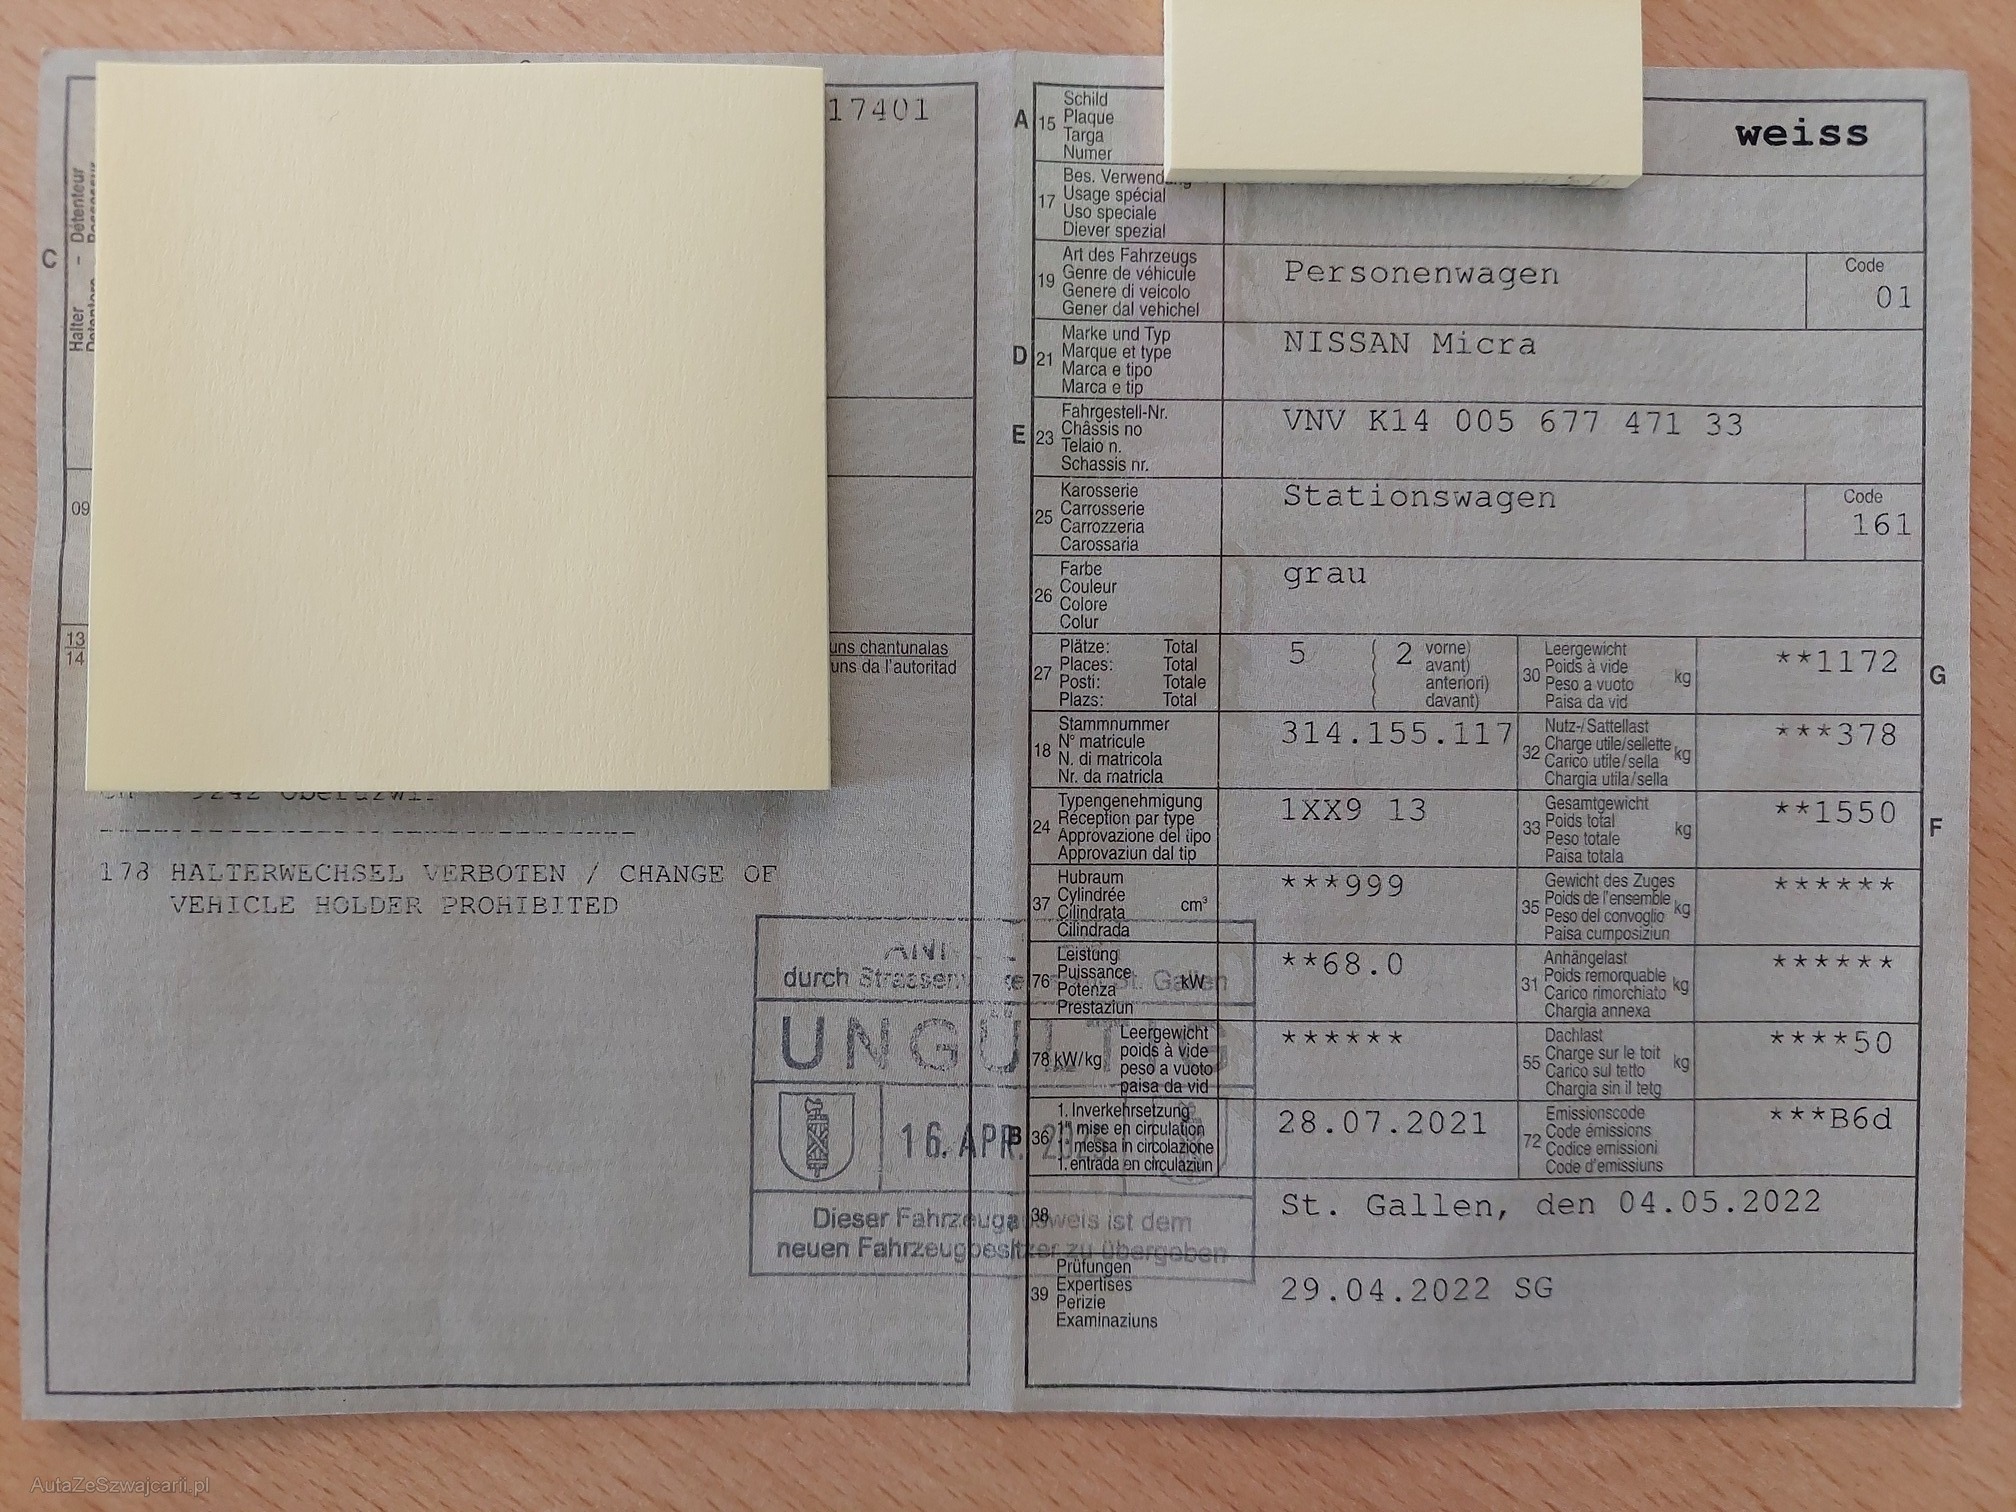 17401
C
Halter - Détenteur
09
13
14
uns chantunalas
uns da l'autoritad
9242 Oberuzwil
178 HALTERWECHSEL VERBOTEN / CHANGE OF
VEHICLE HOLDER PROHIBITED
durch Strassen St. Gallen
UNGÜLTIG
16. APR.
Dieser Fahrzeugausweis ist dem
neuen Fahrzeugbesitzer zu übergeben
A 15 Schild
Plaque
Targa
Numer
weiss
17 Bes. Verwendung
Usage spécial
Uso speciale
Diever spezial
19 Art des Fahrzeugs
Genre de véhicule
Genere di veicolo
Gener dal vehichel
Personenwagen
Code
01
D 21 Marke und Typ
Marque et type
Marca e tipo
Marca e tip
NISSAN Micra
E 23 Fahrgestell-Nr.
Châssis no
Telaio n.
Schassis nr.
VNV K14 005 677 471 33
25 Karosserie
Carrosserie
Carrozzeria
Carossaria
Stationswagen
Code
161
26 Farbe
Couleur
Colore
Colur
grau
27 Plätze: Total
Places: Total
Posti: Totale
Plazs: Total
5 ( 2 vorne)
( avant)
( anteriori)
( davant)
30 Leergewicht
Poids à vide
Peso a vuoto
Paisa da vid
kg
**1172
G
18 Stammnummer
N° matricule
N. di matricola
Nr. da matricla
314.155.117
32 Nutz-/Sattellast
Charge utile/sellette
Carico utile/sella
Chargia utila/sella
kg
***378
24 Typengenehmigung
Réception par type
Approvazione del tipo
Approvaziun dal tip
1XX9 13
33 Gesamtgewicht
Poids total
Peso totale
Paisa totala
kg
**1550
F
37 Hubraum
Cylindrée
Cilindrata
Cilindrada
cm³
***999
35 Gewicht des Zuges
Poids de l'ensemble
Peso del convoglio
Paisa cumposiziun
kg
******
76 Leistung
Puissance
Potenza
Prestaziun
kW
**68.0
31 Anhängelast
Poids remorquable
Carico rimorchiato
Chargia annexa
kg
******
78 kW/kg Leergewicht
poids à vide
peso a vuoto
paisa da vid
******
55 Dachlast
Charge sur le toit
Carico sul tetto
Chargia sin il tetg
kg
****50
B 36 1. Inverkehrsetzung
1re mise en circulation
1. messa in circolazione
1. entrada en circulaziun
28.07.2021
72 Emissionscode
Code émissions
Codice emissioni
Code d'emissiuns
***B6d
38
St. Gallen, den 04.05.2022
39 Prüfungen
Expertises
Perizie
Examinaziuns
29.04.2022 SG
AutaZeSzwajcarii.pl